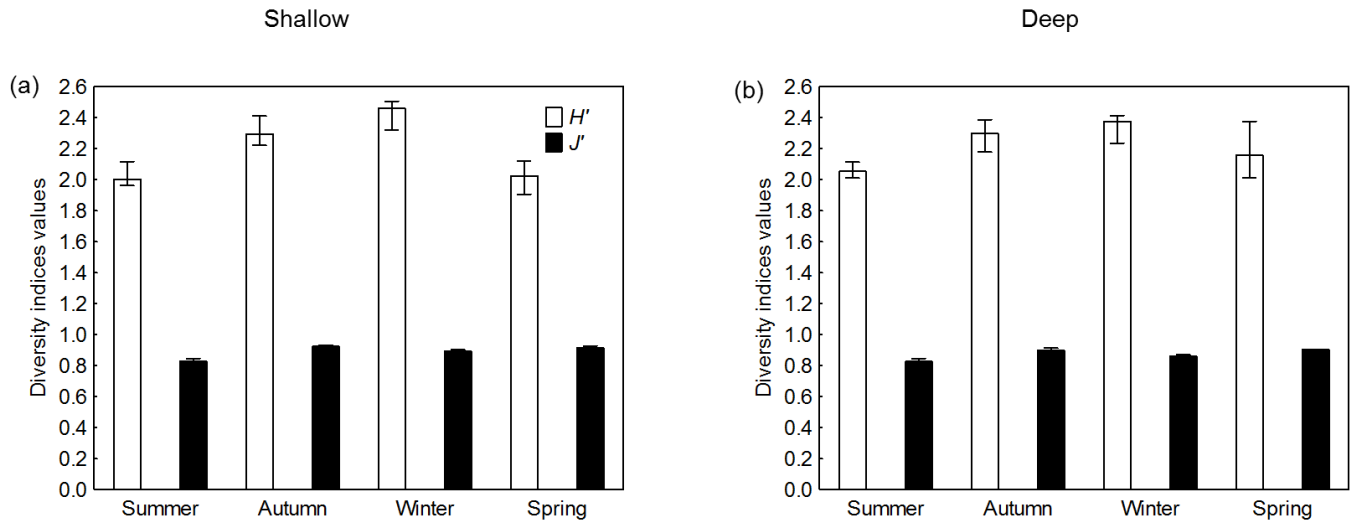 Shallow
Deep
(a)
Diversity indices values
2.6
2.4
2.2
2.0
1.8
1.6
1.4
1.2
1.0
0.8
0.6
0.4
0.2
0.0
H'
J'
Summer Autumn Winter Spring
(b)
Diversity indices values
2.6
2.4
2.2
2.0
1.8
1.6
1.4
1.2
1.0
0.8
0.6
0.4
0.2
0.0
Summer Autumn Winter Spring